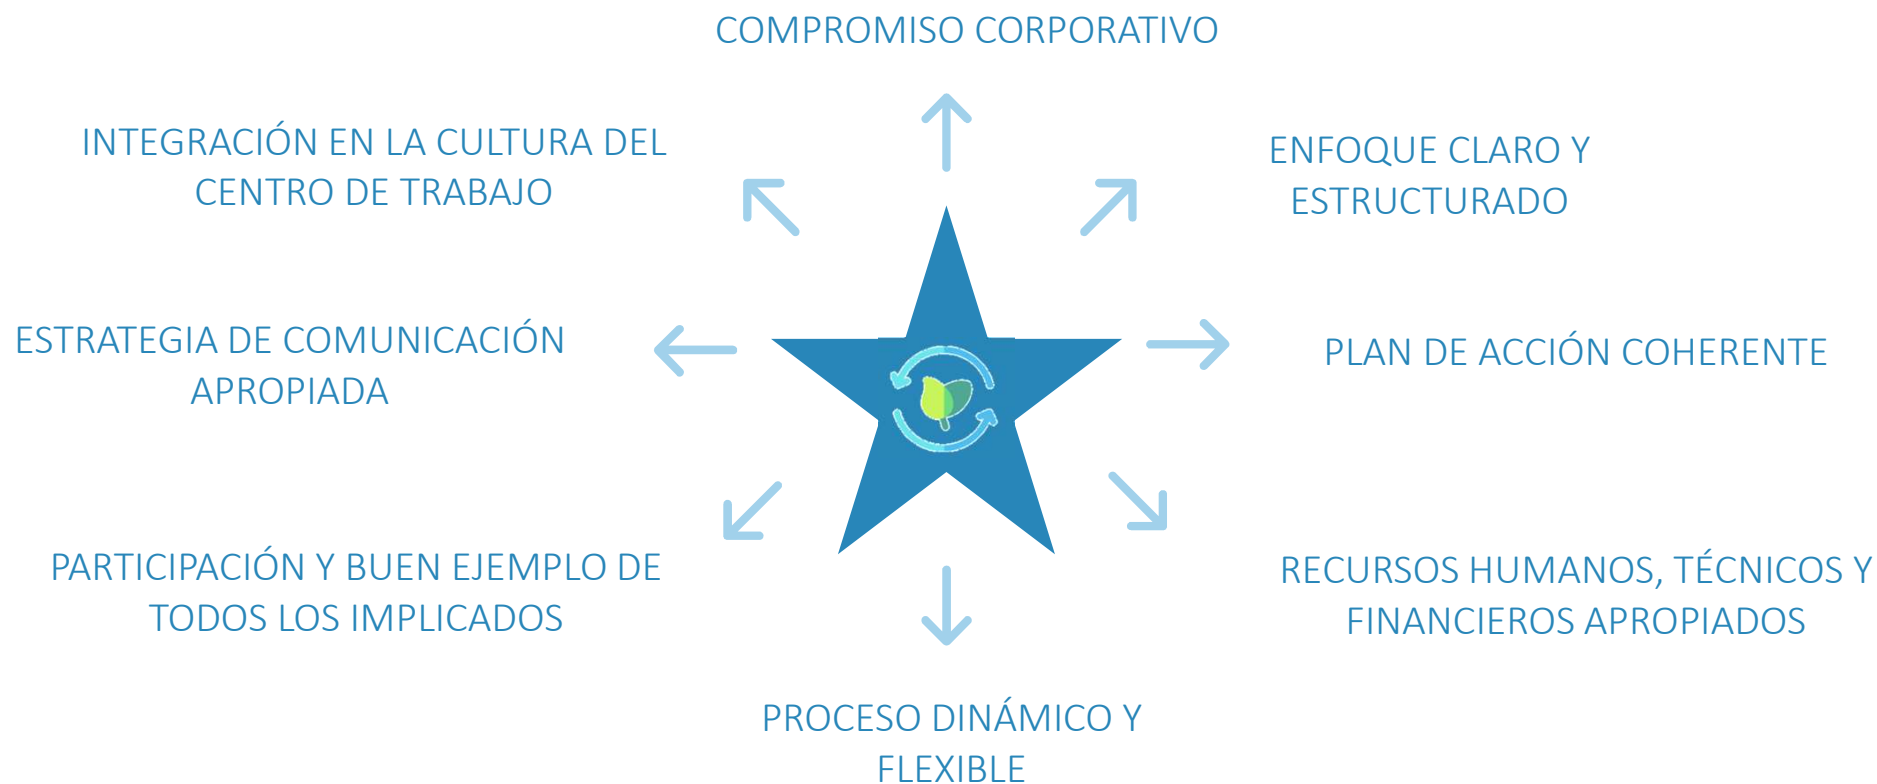 COMPROMISO CORPORATIVO
INTEGRACIÓN EN LA CULTURA DEL
CENTRO DE TRABAJO
ENFOQUE CLARO Y
ESTRUCTURADO
ESTRATEGIA DE COMUNICACIÓN
APROPIADA
PLAN DE ACCIÓN COHERENTE
PARTICIPACIÓN Y BUEN EJEMPLO DE
TODOS LOS IMPLICADOS
RECURSOS HUMANOS, TÉCNICOS Y
FINANCIEROS APROPIADOS
PROCESO DINÁMICO Y
FLEXIBLE